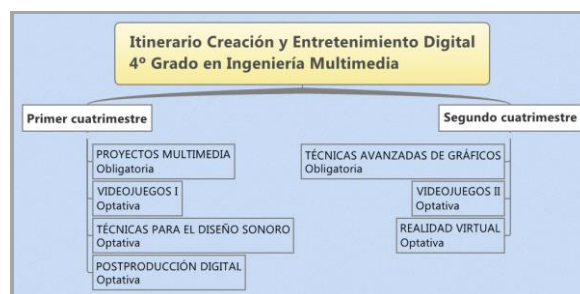 Itinerario Creación y Entretenimiento Digital
4º Grado en Ingeniería Multimedia
Primer cuatrimestre
PROYECTOS MULTIMEDIA
Obligatoria
VIDEOJUEGOS I
Optativa
TÉCNICAS PARA EL DISEÑO SONORO
Optativa
POSTPRODUCCIÓN DIGITAL
Optativa
Segundo cuatrimestre
TÉCNICAS AVANZADAS DE GRÁFICOS
Obligatoria
VIDEOJUEGOS II
Optativa
REALIDAD VIRTUAL
Optativa